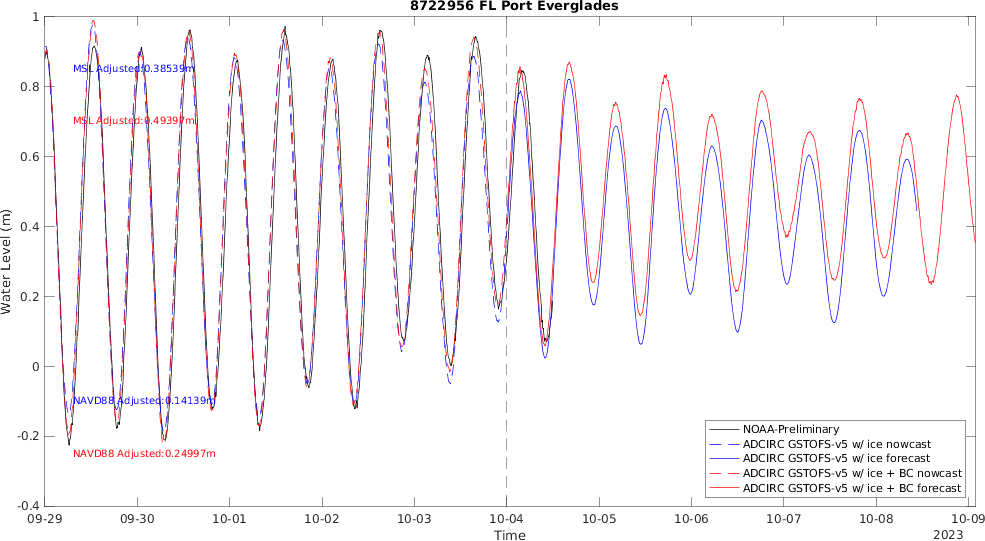 8722956 FL Port Everglades
1
0.8
0.6
0.4
0.2
0
-0.2
-0.4
Water Level (m)
MSL Adjusted:0.38539m
MSL Adjusted:0.49397m
NAVD88 Adjusted:0.14139m
NAVD88 Adjusted:0.24997m
NOAA-Preliminary
ADCIRC GSTOFS-v5 w/ ice nowcast
ADCIRC GSTOFS-v5 w/ ice forecast
ADCIRC GSTOFS-v5 w/ ice + BC nowcast
ADCIRC GSTOFS-v5 w/ ice + BC forecast
09-29 09-30 10-01 10-02 10-03 10-04 10-05 10-06 10-07 10-08 10-09
Time
2023